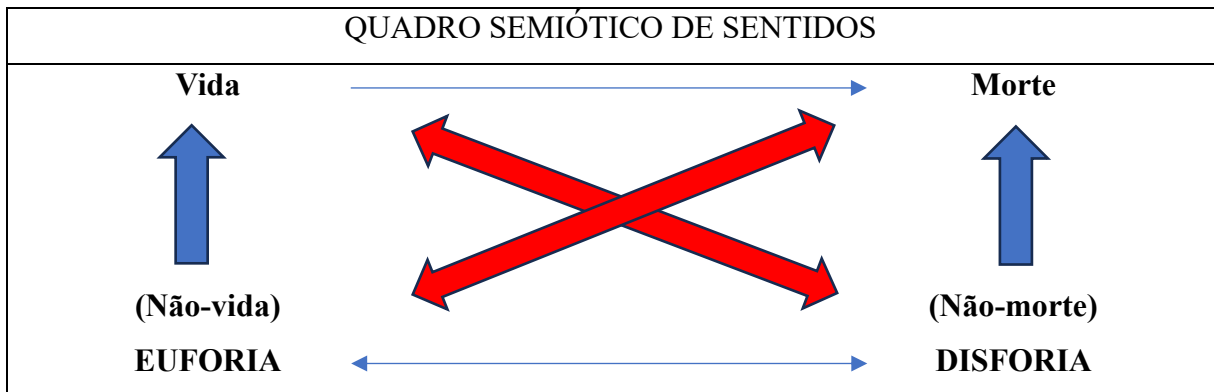 QUADRO SEMIÓTICO DE SENTIDOS
Vida Morte
(Não-vida) (Não-morte)
EUFORIA DISFORIA